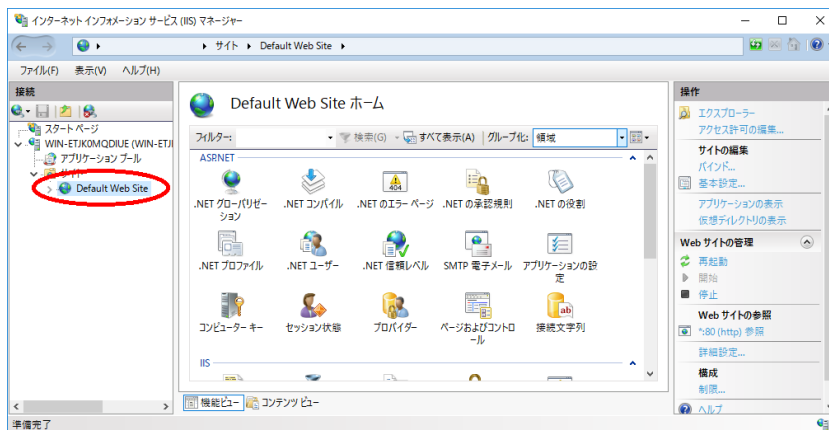 インターネット インフォメーション サービス (IIS) マネージャー
サイト Default Web Site
ファイル(F) 表示(V) ヘルプ(H)
接続
スタート ページ
WIN-ETJK0MQDIUE (WIN-ETJ
アプリケーション プール
サイト
Default Web Site
Default Web Site ホーム
フィルター: 検索(G) すべて表示(A) グループ化: 領域
ASP.NET
.NET グローバリゼーション
.NET コンパイル
404
.NET のエラー ページ
.NET の承認規則
.NET の役割
.NET プロファイル
.NET ユーザー
.NET 信頼レベル
SMTP 電子メール
アプリケーションの設定
コンピューター キー
セッション状態
プロバイダー
ページおよびコントロール
ab
接続文字列
IIS
機能ビュー コンテンツ ビュー
操作
エクスプローラー
アクセス許可の編集...
サイトの編集
バインド...
基本設定...
アプリケーションの表示
仮想ディレクトリの表示
Web サイトの管理
再起動
開始
停止
Web サイトの参照
*:80 (http) 参照
詳細設定...
構成
制限...
ヘルプ
準備完了